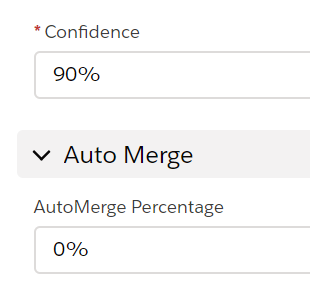 * Confidence
90%
Auto Merge
AutoMerge Percentage
0%